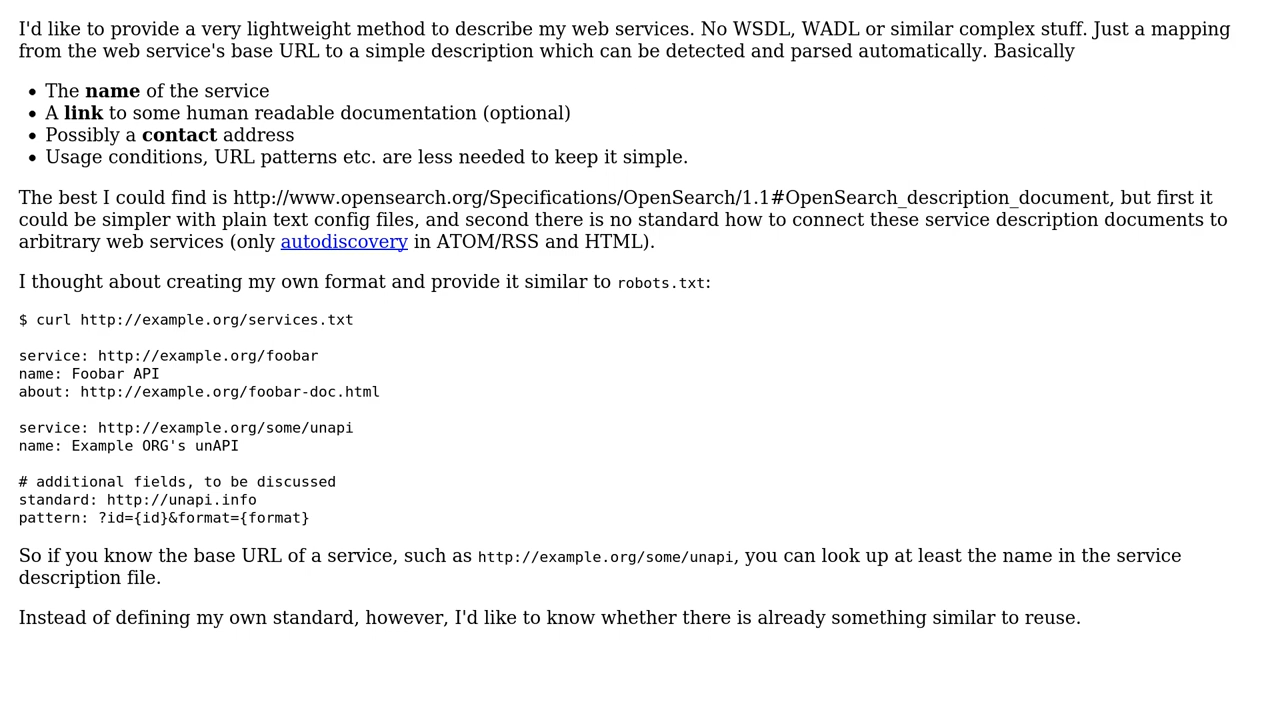 I'd like to provide a very lightweight method to describe my web services. No WSDL, WADL or similar complex stuff. Just a mapping
from the web service's base URL to a simple description which can be detected and parsed automatically. Basically
• The name of the service
• A link to some human readable documentation (optional)
• Possibly a contact address
• Usage conditions, URL patterns etc. are less needed to keep it simple.
The best I could find is http://www.opensearch.org/Specifications/OpenSearch/1.1#OpenSearch_description_document, but first it
could be simpler with plain text config files, and second there is no standard how to connect these service description documents to
arbitrary web services (only autodiscovery in ATOM/RSS and HTML).
I thought about creating my own format and provide it similar to robots.txt:
$ curl http://example.org/services.txt
service: http://example.org/foobar
name: Foobar API
about: http://example.org/foobar-doc.html
service: http://example.org/some/unapi
name: Example ORG's unAPI
# additional fields, to be discussed
standard: http://unapi.info
pattern: ?id={id}&format={format}
So if you know the base URL of a service, such as http://example.org/some/unapi, you can look up at least the name in the service
description file.
Instead of defining my own standard, however, I'd like to know whether there is already something similar to reuse.